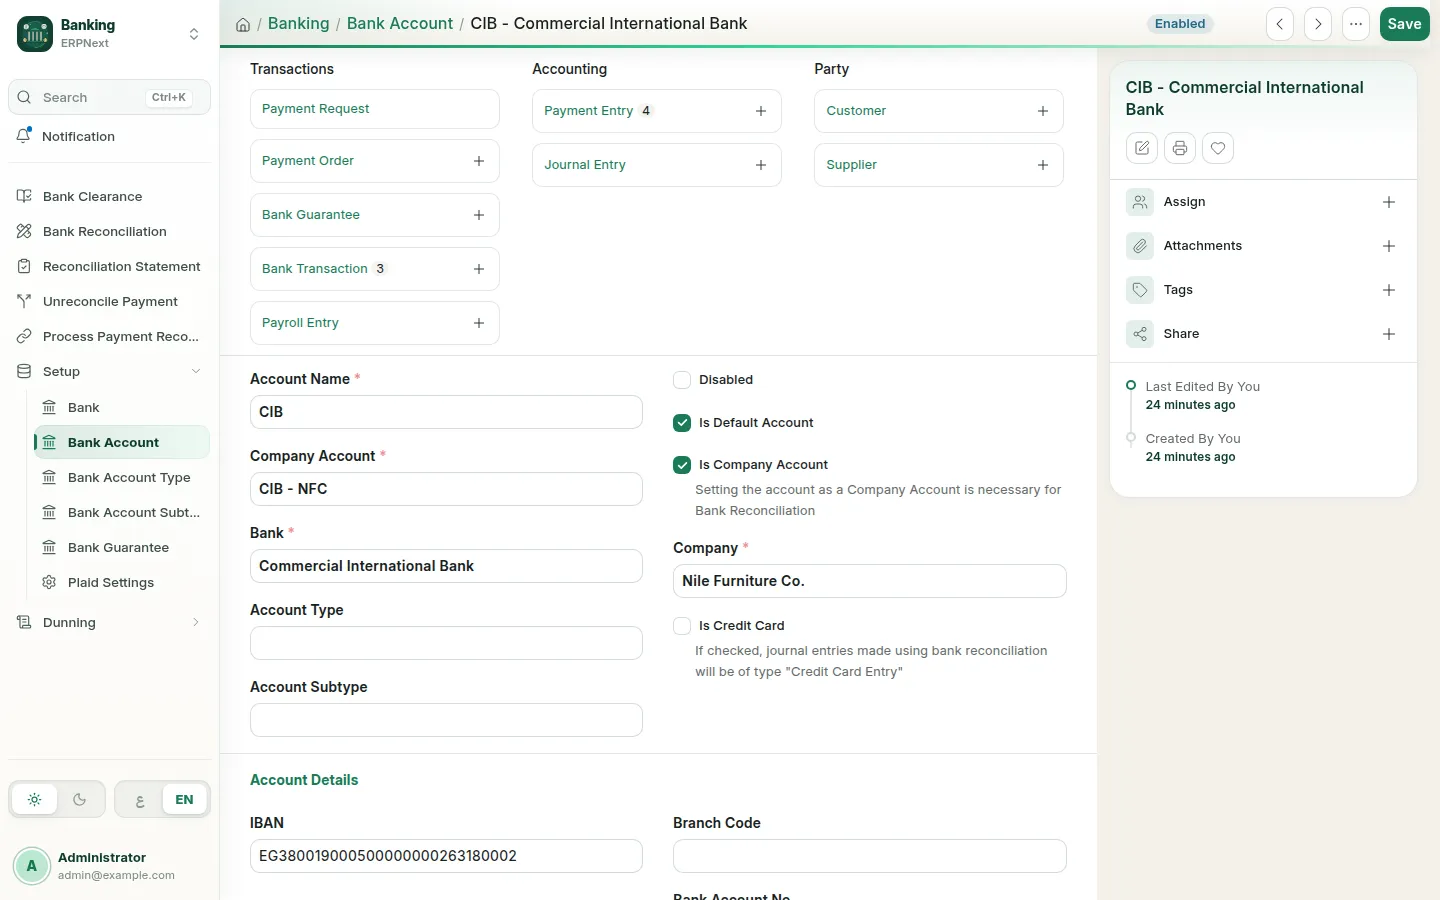 Banking
ERPNext
Search
Ctrl+K
Notification
Bank Clearance
Bank Reconciliation
Reconciliation Statement
Unreconcile Payment
Process Payment Reco...
Setup
Bank
Bank Account
Bank Account Type
Bank Account Subt...
Bank Guarantee
Plaid Settings
Dunning
ع
EN
A
Administrator
admin@example.com
/ Banking / Bank Account / CIB - Commercial International Bank
Enabled
Save
Transactions
Payment Request
Payment Order
Bank Guarantee
Bank Transaction 3
Payroll Entry
Accounting
Payment Entry 4
Journal Entry
Party
Customer
Supplier
Account Name *
CIB
Company Account *
CIB - NFC
Bank *
Commercial International Bank
Account Type
Account Subtype
Disabled
Is Default Account
Is Company Account
Setting the account as a Company Account is necessary for
Bank Reconciliation
Company *
Nile Furniture Co.
Is Credit Card
If checked, journal entries made using bank reconciliation
will be of type "Credit Card Entry"
Account Details
IBAN
EG380019000500000000263180002
Branch Code
Bank Account No
CIB - Commercial International
Bank
Assign
Attachments
Tags
Share
Last Edited By You
24 minutes ago
Created By You
24 minutes ago